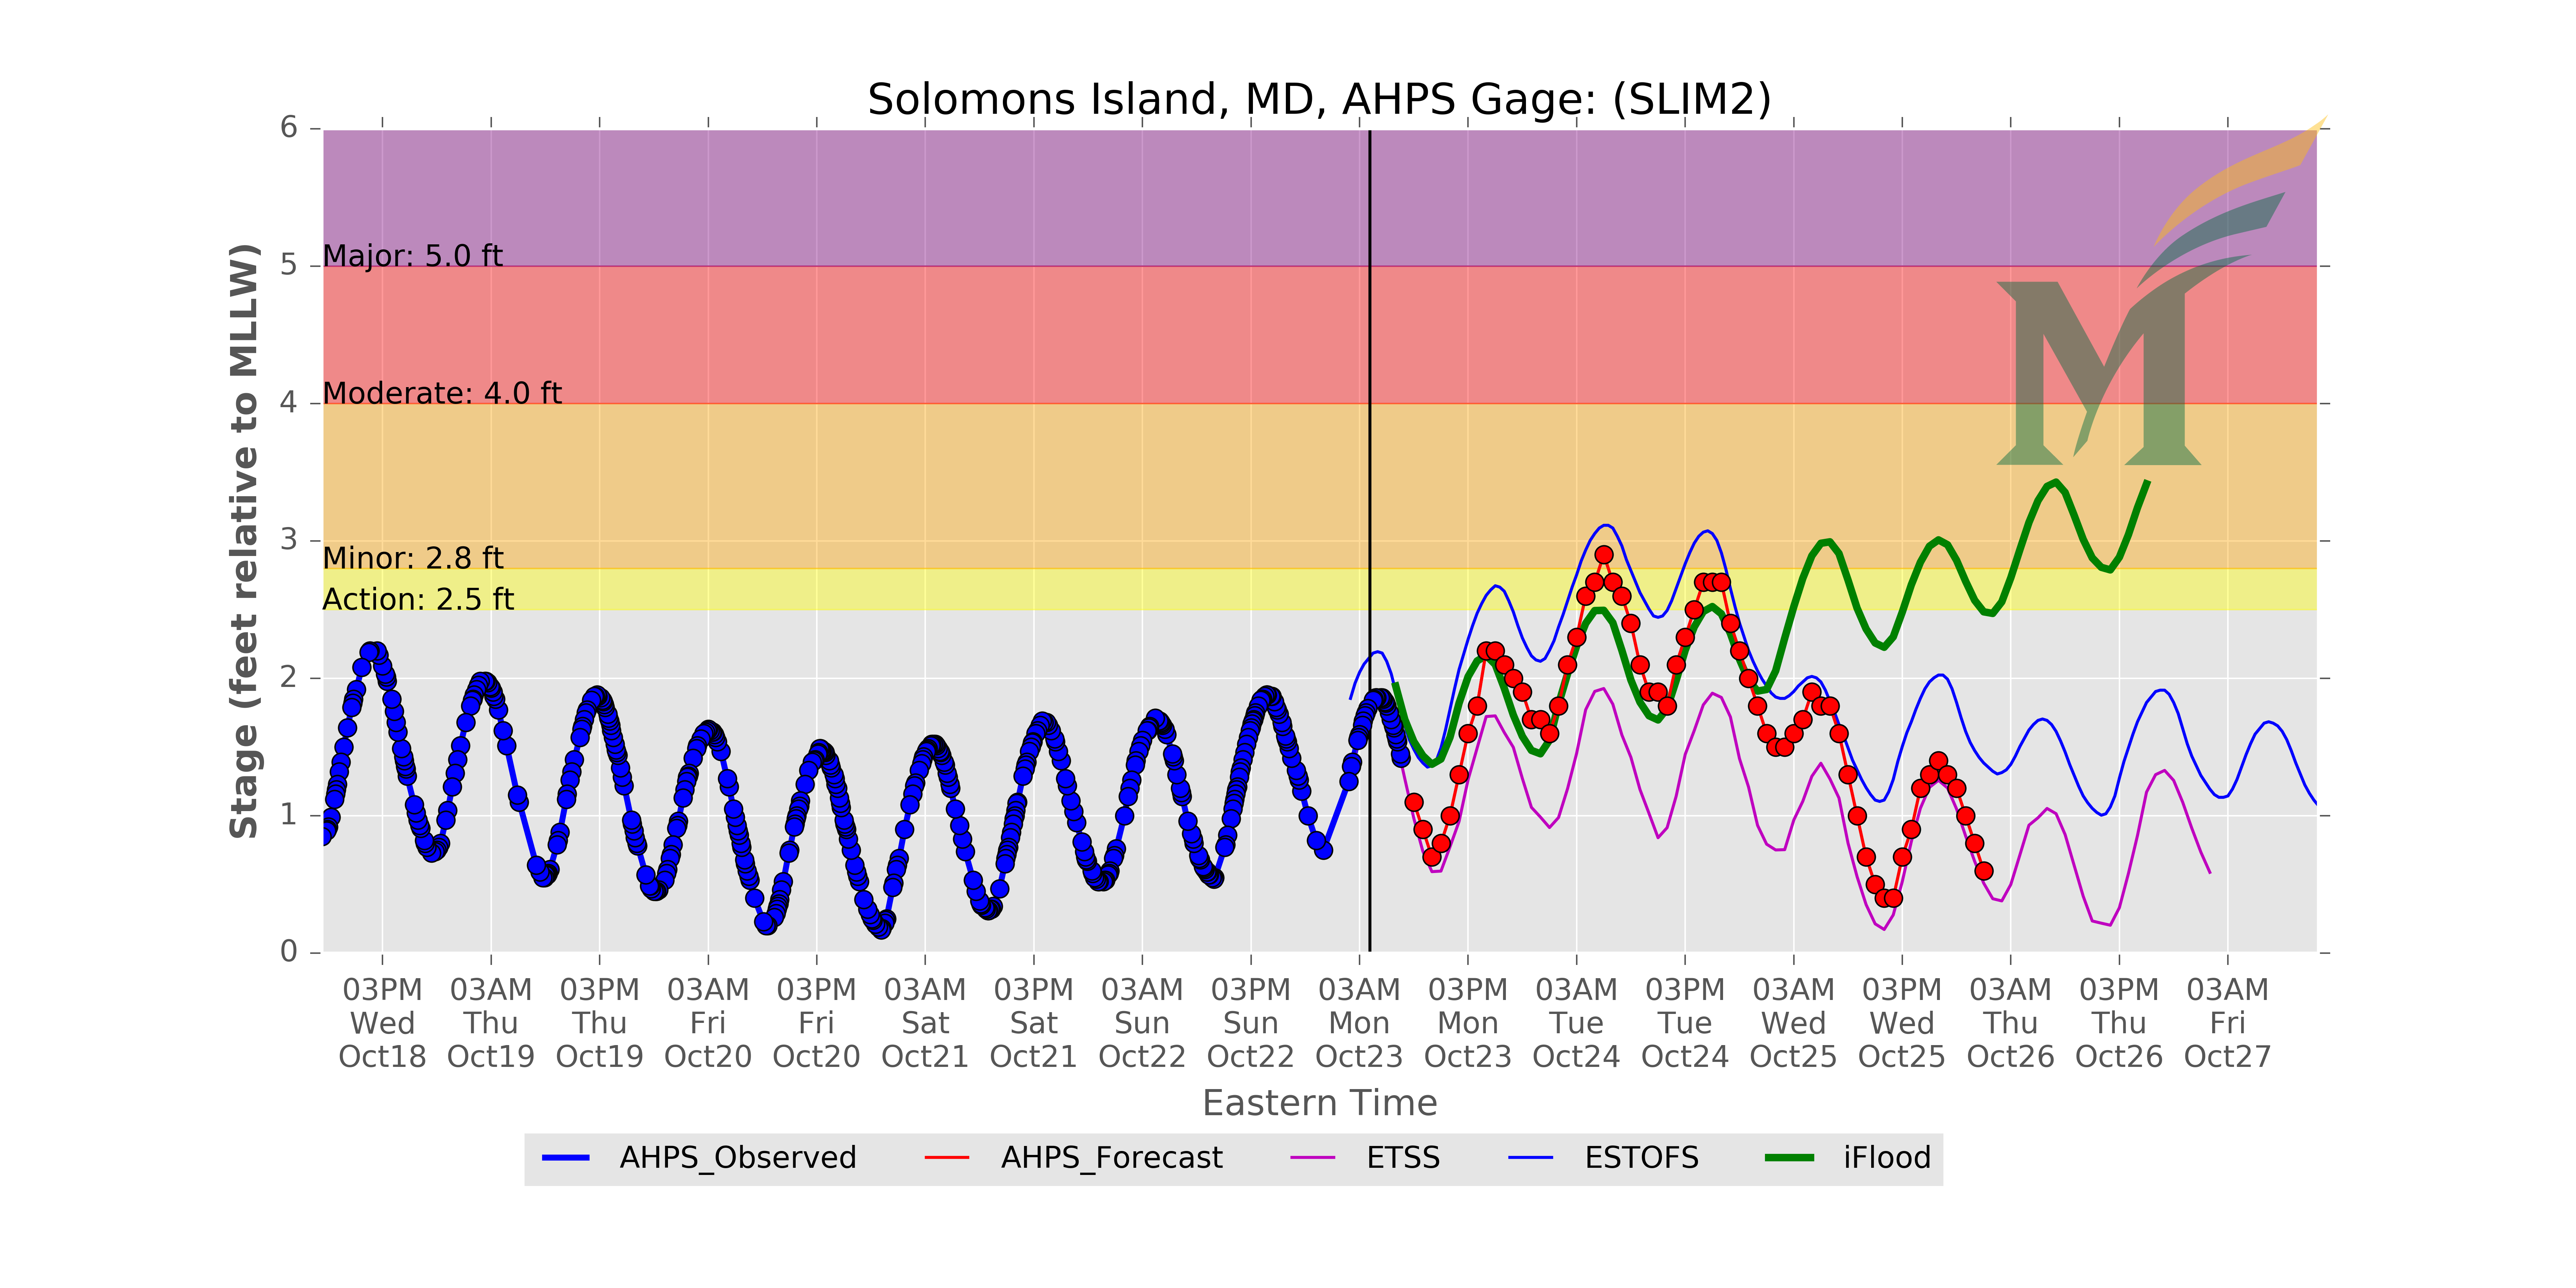 Solomons Island, MD, AHPS Gage: (SLIM2)
Stage (feet relative to MLLW)
6
5
4
3
2
1
0
Major: 5.0 ft
Moderate: 4.0 ft
Minor: 2.8 ft
Action: 2.5 ft
M
03PM 03AM 03PM 03AM 03PM 03AM 03PM 03AM 03PM 03AM 03PM 03AM 03PM 03AM 03PM 03AM 03PM 03AM
Wed Thu Thu Fri Fri Sat Sat Sun Sun Mon Mon Tue Tue Wed Wed Thu Thu Fri
Oct18 Oct19 Oct19 Oct20 Oct20 Oct21 Oct21 Oct22 Oct22 Oct23 Oct23 Oct24 Oct24 Oct25 Oct25 Oct26 Oct26 Oct27
Eastern Time
AHPS_Observed AHPS_Forecast ETSS ESTOFS iFlood